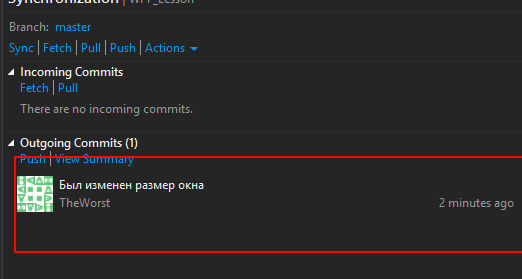 Synchronization | WPF_Lesson
Branch: master
Sync | Fetch | Pull | Push | Actions
Incoming Commits
Fetch | Pull
There are no incoming commits.
Outgoing Commits (1)
Push | View Summary
Был изменен размер окна
TheWorst 2 minutes ago